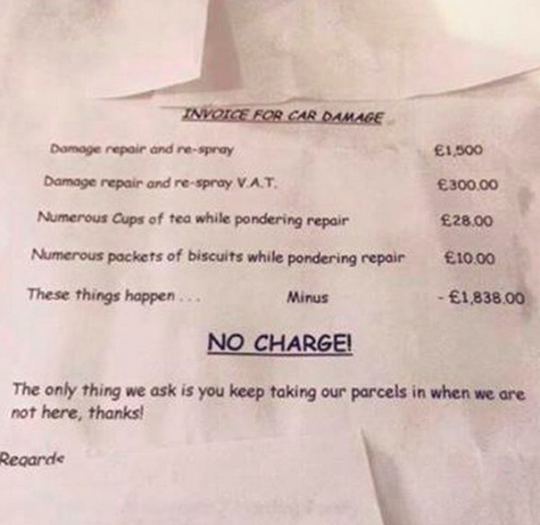 INVOICE FOR CAR DAMAGE
Damage repair and re-spray £1,500
Damage repair and re-spray V.A.T. £300.00
Numerous Cups of tea while pondering repair £28.00
Numerous packets of biscuits while pondering repair £10.00
These things happen . . . Minus - £1,838.00
NO CHARGE!
The only thing we ask is you keep taking our parcels in when we are
not here, thanks!
Regards